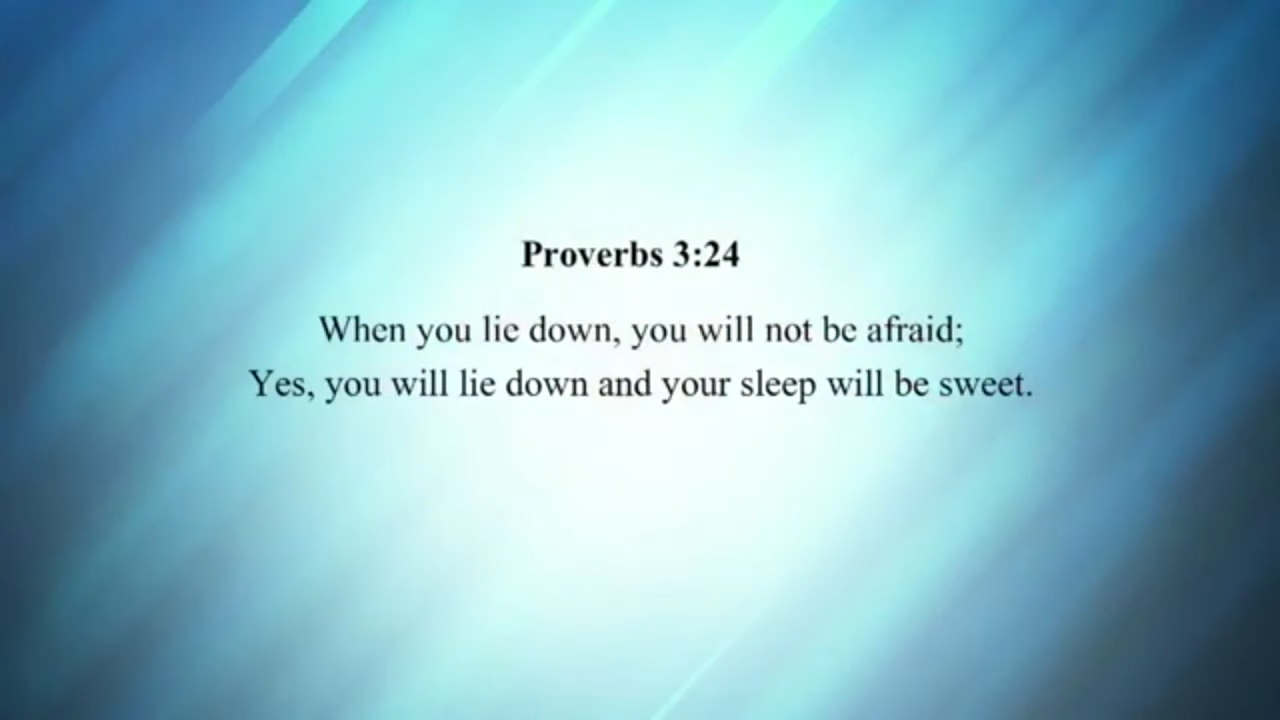 Proverbs 3:24
When you lie down, you will not be afraid;
Yes, you will lie down and your sleep will be sweet.